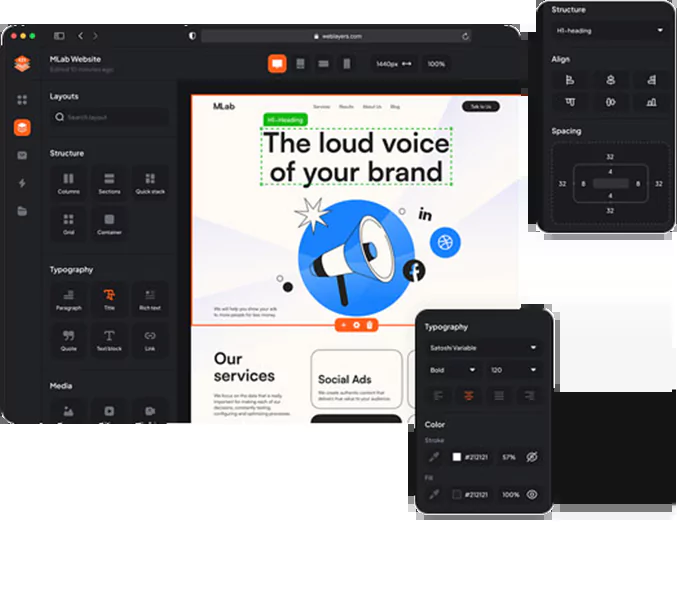 weblayers.com
MLab Website
Edited 10 minutes ago
1440px
100%
Layouts
Search layout
Structure
Columns
Sections
Quick stack
Grid
Container
Typography
Paragraph
Title
Rich text
Quote
Text block
Link
Media
MLab
Services
Results
About Us
Blog
Talk to Us
H1-Heading
The loud voice
of your brand
in
f
We will help you show your ads
to more people for less money.
Our
services
We focus on the data that is really
important for making each of our
decisions, constantly testing,
configuring and optimizing processes.
Social Ads
We create authentic content that
delivers true value to your audience.
Structure
H1-heading
Align
Spacing
32
4
32
8
8
32
4
32
Typography
Satoshi Variable
Bold
120
Color
Stroke
#212121
57%
Fill
#212121
100%